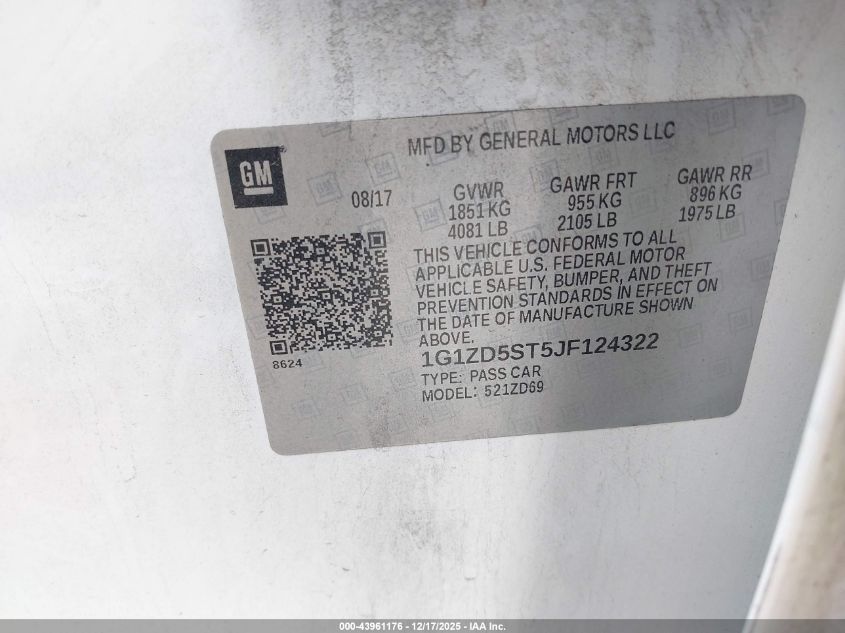 MFD BY GENERAL MOTORS LLC
GM
08/17
GVWR
1851 KG
4081 LB
GAWR FRT
955 KG
2105 LB
GAWR RR
896 KG
1975 LB
THIS VEHICLE CONFORMS TO ALL
APPLICABLE U.S. FEDERAL MOTOR
VEHICLE SAFETY, BUMPER, AND THEFT
PREVENTION STANDARDS IN EFFECT ON
THE DATE OF MANUFACTURE SHOWN
ABOVE.
8624
1G1ZD5ST5JF124322
TYPE: PASS CAR
MODEL: 521ZD69
000-43961176 - 12/17/2025 - IAA Inc.